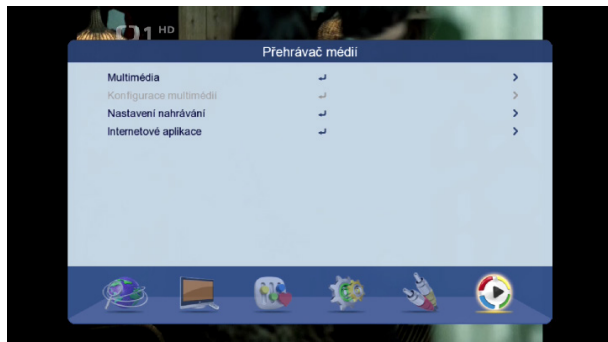 1 HD
Přehrávač médií
Multimédia
Konfigurace multimédií
Nastavení nahrávání
Internetové aplikace